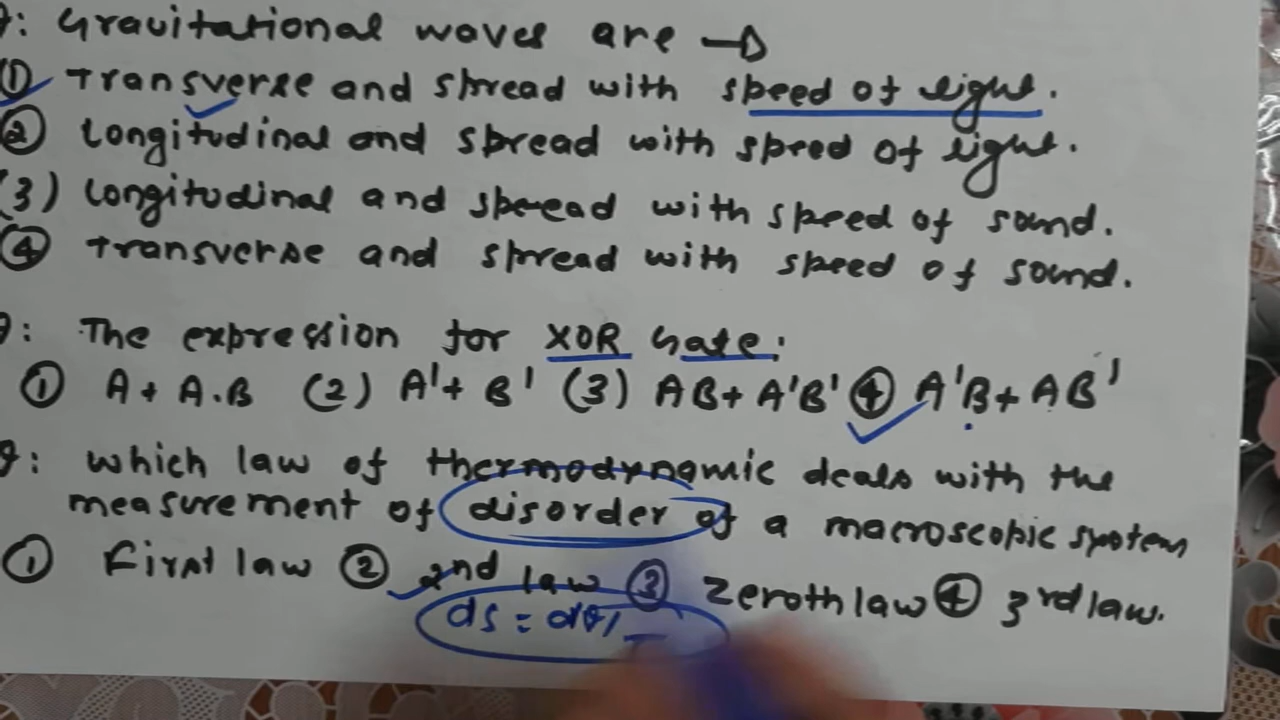 : Gravitational waves are →
① Transverse and spread with speed of light.
② Longitudinal and spread with speed of light.
(3) Longitudinal and spread with speed of sound.
④ Transverse and spread with speed of sound.
: The expression for XOR Gate:
① A + A.B (2) A' + B' (3) AB + A'B' ④ A'B + AB'
: which law of thermodynamic deals with the
measurement of disorder of a macroscopic system
① First law ② 2nd law ③ Zeroth law ④ 3rd law.
ds = dQ/T